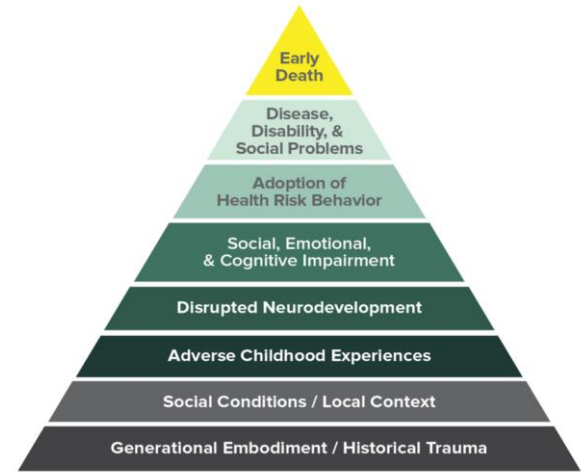 Early
Death
Disease,
Disability, &
Social Problems
Adoption of
Health Risk Behavior
Social, Emotional,
& Cognitive Impairment
Disrupted Neurodevelopment
Adverse Childhood Experiences
Social Conditions / Local Context
Generational Embodiment / Historical Trauma